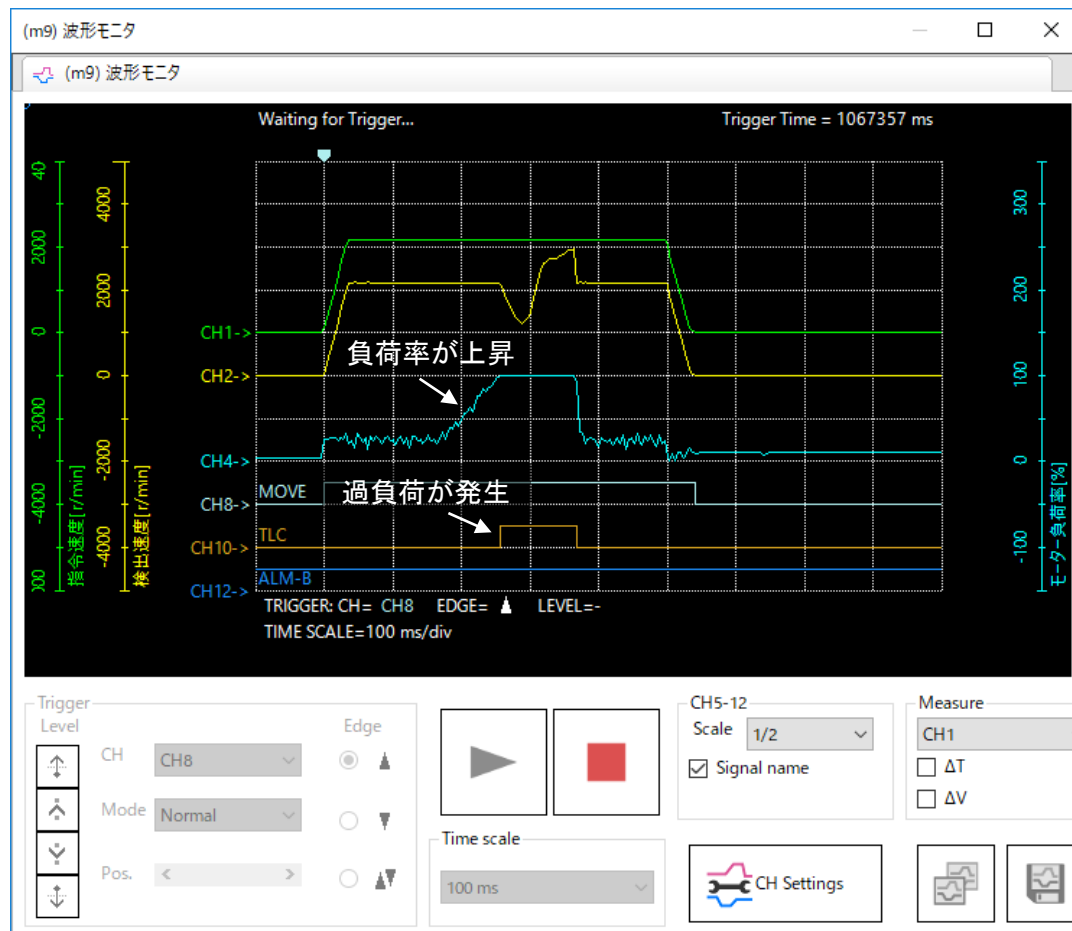 (m9) 波形モニタ
(m9) 波形モニタ
Waiting for Trigger...
Trigger Time = 1067357 ms
40
2000
0
-2000
-4000
000
指令速度[r/min]
4000
2000
0
-2000
-4000
検出速度[r/min]
300
200
100
0
-100
モーター負荷率[%]
CH1->
CH2->
負荷率が上昇
CH4->
MOVE
CH8->
過負荷が発生
TLC
CH10->
ALM-B
CH12->
TRIGGER: CH= CH8 EDGE= LEVEL=-
TIME SCALE=100 ms/div
Trigger
Level
Edge
CH
CH8
Mode
Normal
Pos.
Time scale
100 ms
CH5-12
Scale
1/2
Signal name
CH Settings
Measure
CH1
ΔT
ΔV